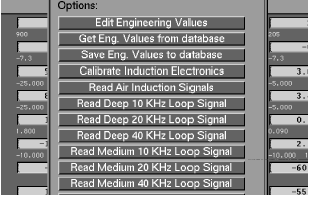 Options:
Edit Engineering Values
900
Get Eng. Values from database
205
-7.3
Save Eng. Values to database
-7.3
Calibrate Induction Electronics
3.
-25.000
Read Air Induction Signals
-5.000
3.
-25.000
Read Deep 10 KHz Loop Signal
-5.000
Read Deep 20 KHz Loop Signal
0.
1.800
Read Deep 40 KHz Loop Signal
0.090
2.
-10.000
Read Medium 10 KHz Loop Signal
-10.000
Read Medium 20 KHz Loop Signal
-60
Read Medium 40 KHz Loop Signal
-55